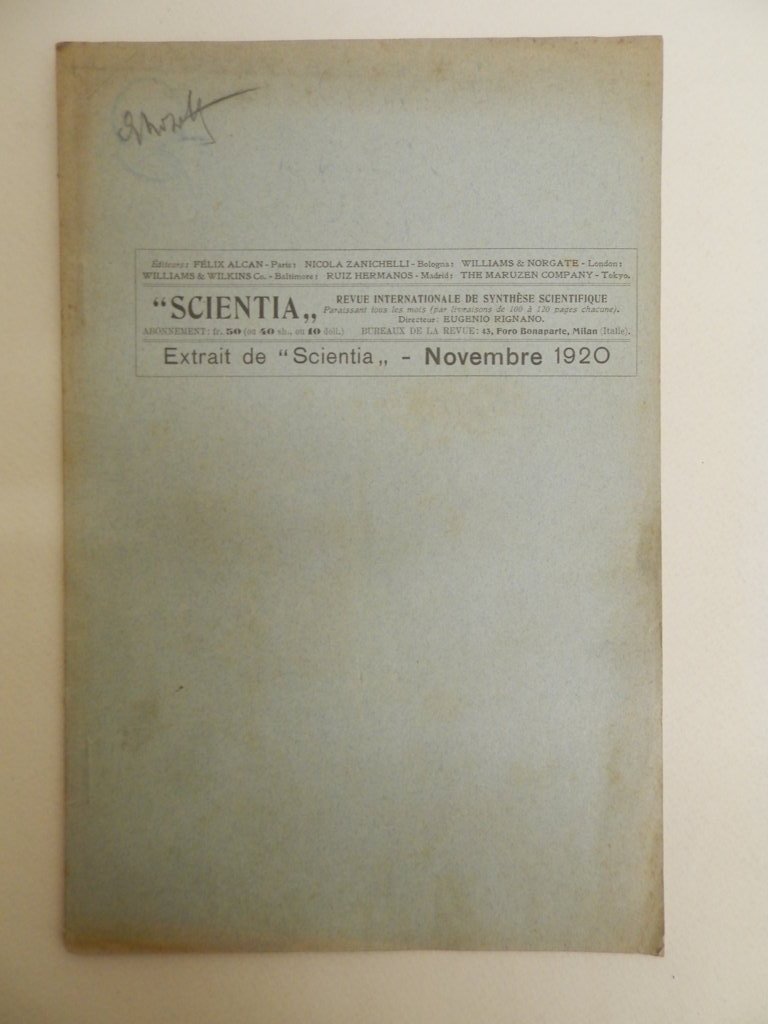 Éditeurs: FÉLIX ALCAN - Paris: NICOLA ZANICHELLI - Bologna: WILLIAMS & NORGATE - London:
WILLIAMS & WILKINS Co. - Baltimore: RUIZ HERMANOS - Madrid: THE MARUZEN COMPANY - Tokyo.
“SCIENTIA„ REVUE INTERNATIONALE DE SYNTHÈSE SCIENTIFIQUE
Paraissant tous les mois (par livraisons de 100 à 120 pages chacune).
Directeur: EUGENIO RIGNANO.
ABONNEMENT: fr. 50 (ou 40 sh., ou 10 doll.) BUREAUX DE LA REVUE: 43, Foro Bonaparte, Milan (Italie).
Extrait de “Scientia„ - Novembre 1920